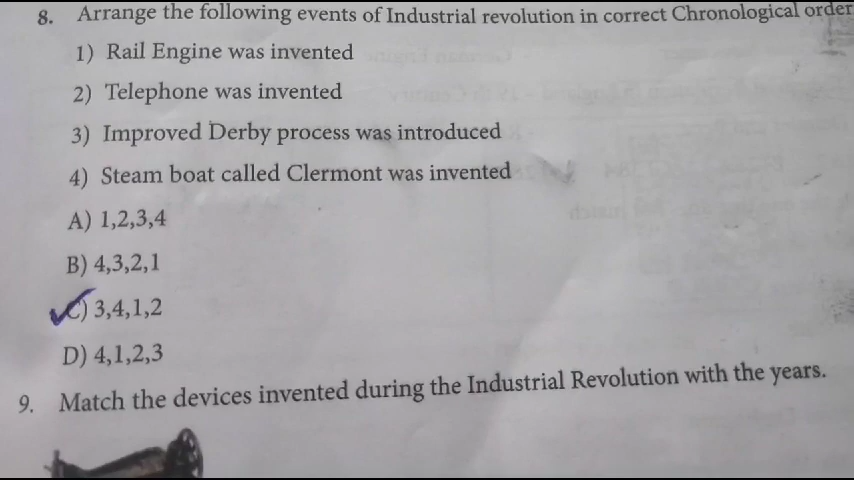 8. Arrange the following events of Industrial revolution in correct Chronological order
1) Rail Engine was invented
2) Telephone was invented
3) Improved Derby process was introduced
4) Steam boat called Clermont was invented
A) 1,2,3,4
B) 4,3,2,1
C) 3,4,1,2
D) 4,1,2,3
9. Match the devices invented during the Industrial Revolution with the years.